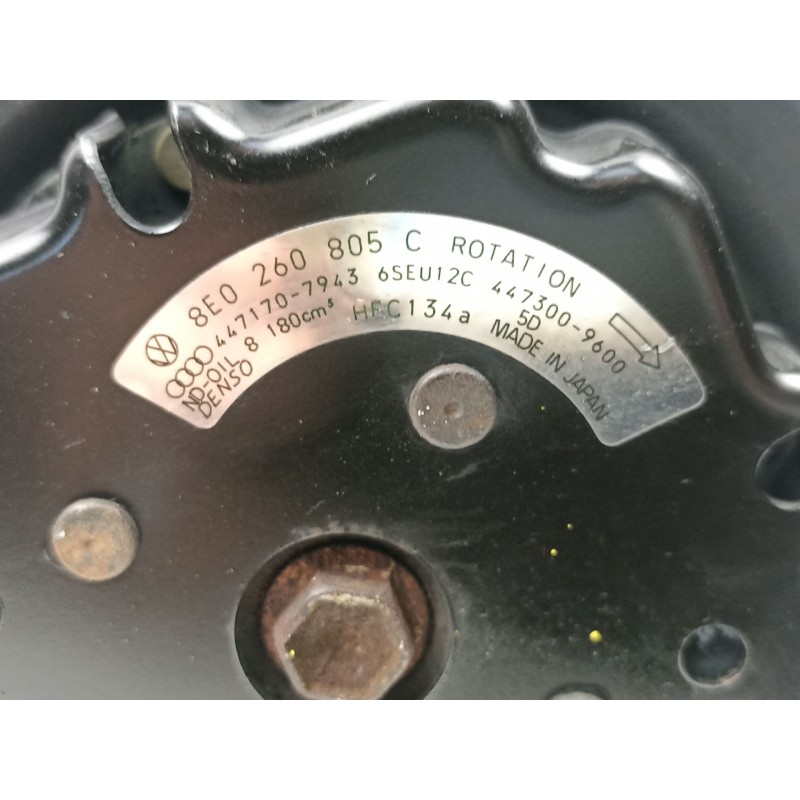 8E0 260 805 C ROTATION
447170-7943 6SEU12C 447300-9600
ND-OIL 8 180cm³ HFC134a 5D
DENSO MADE IN JAPAN